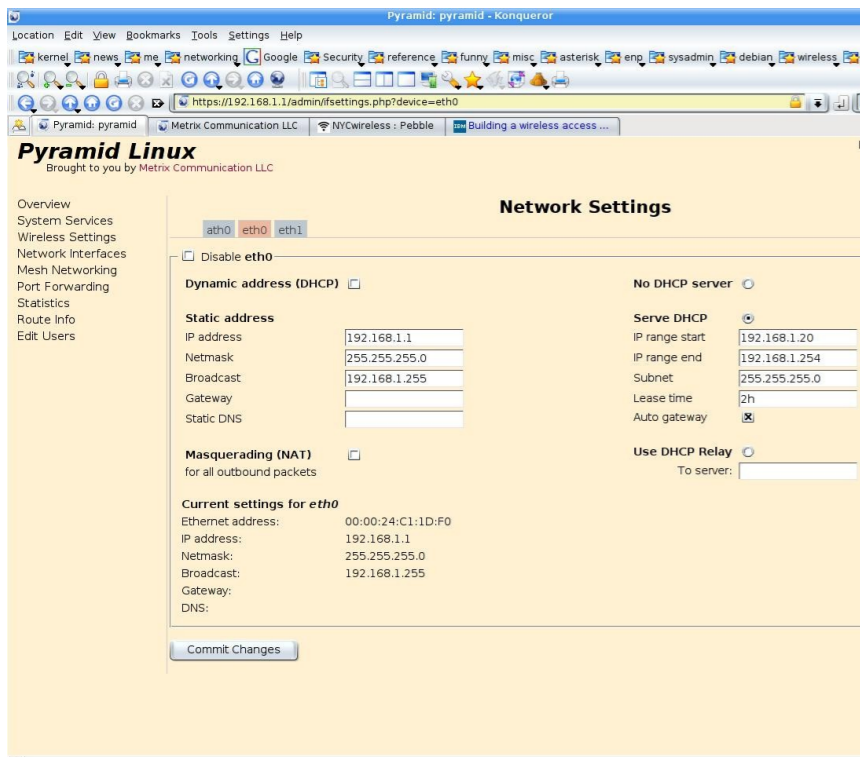 Pyramid: pyramid - Konqueror
Location Edit View Bookmarks Tools Settings Help
kernel news me networking Google Security reference funny misc asterisk enp sysadmin debian wireless
https://192.168.1.1/admin/ifsettings.php?device=eth0
Pyramid: pyramid Metrix Communication LLC NYCwireless : Pebble IBM Building a wireless access ...
Pyramid Linux
Brought to you by Metrix Communication LLC
Overview
System Services
Wireless Settings
Network Interfaces
Mesh Networking
Port Forwarding
Statistics
Route Info
Edit Users
Network Settings
ath0 eth0 eth1
Disable eth0
Dynamic address (DHCP)
Static address
IP address 192.168.1.1
Netmask 255.255.255.0
Broadcast 192.168.1.255
Gateway
Static DNS
Masquerading (NAT)
for all outbound packets
No DHCP server
Serve DHCP
IP range start 192.168.1.20
IP range end 192.168.1.254
Subnet 255.255.255.0
Lease time 2h
Auto gateway
Use DHCP Relay
To server:
Current settings for eth0
Ethernet address: 00:00:24:C1:1D:F0
IP address: 192.168.1.1
Netmask: 255.255.255.0
Broadcast: 192.168.1.255
Gateway:
DNS:
Commit Changes